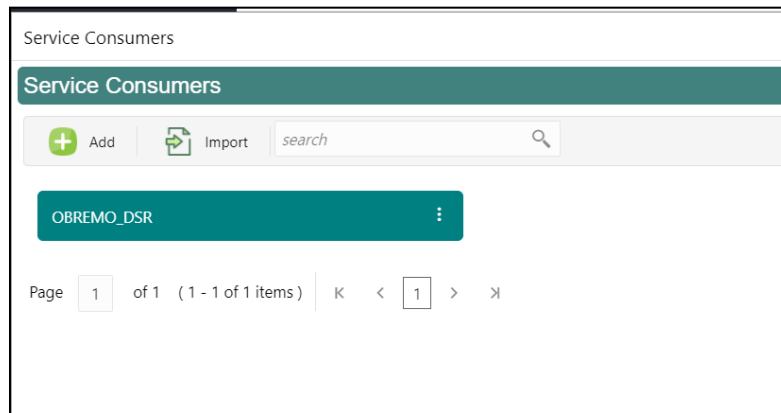 Service Consumers
Service Consumers
Add Import search
OBREMO_DSR
Page 1 of 1 ( 1 - 1 of 1 items ) 1